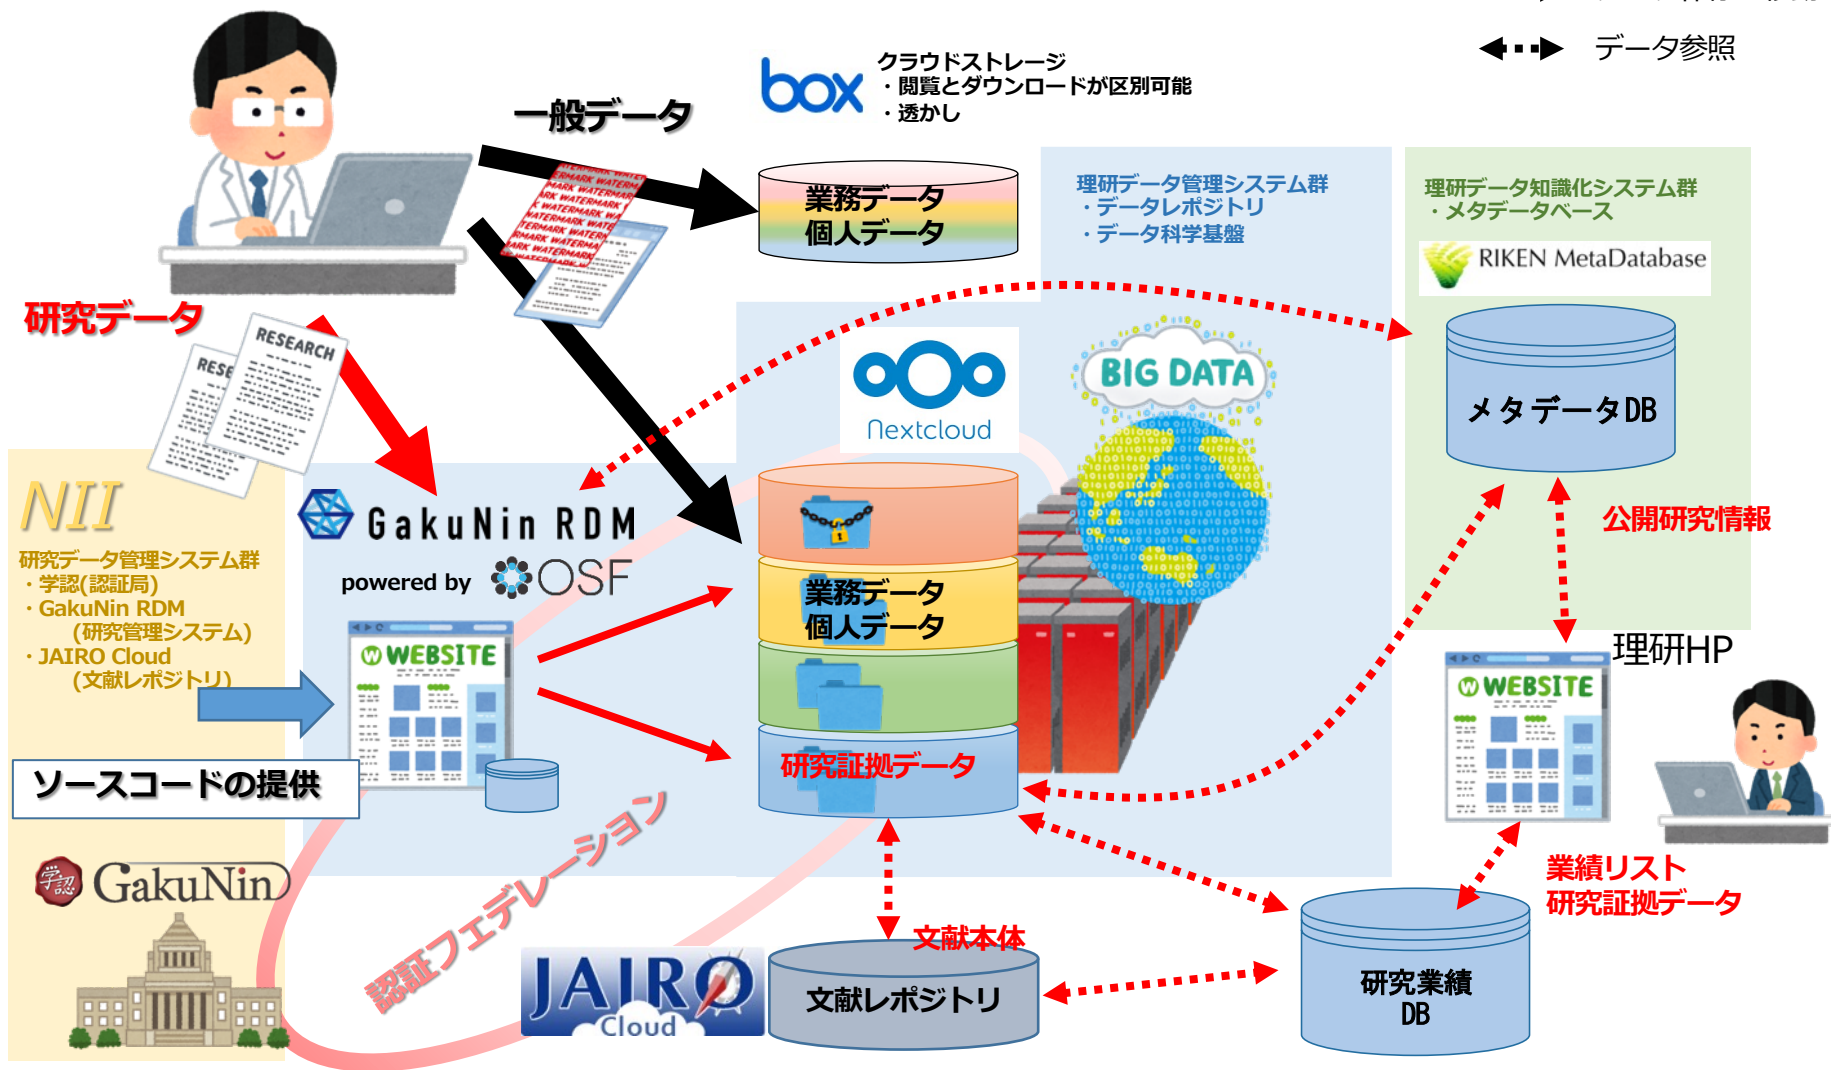 データ参照
box
クラウドストレージ
・閲覧とダウンロードが区別可能
・透かし
一般データ
業務データ
個人データ
理研データ管理システム群
・データレポジトリ
・データ科学基盤
理研データ知識化システム群
・メタデータベース
RIKEN MetaDatabase
メタデータDB
研究データ
RESEARCH
RESE
Nextcloud
BIG DATA
NII
研究データ管理システム群
・学認(認証局)
・GakuNin RDM
(研究管理システム)
・JAIRO Cloud
(文献レポジトリ)
GakuNin RDM
powered by OSF
WEBSITE
ソースコードの提供
業務データ
個人データ
研究証拠データ
公開研究情報
理研HP
WEBSITE
業績リスト
研究証拠データ
学認 GakuNin
認証フェデレーション
JAIRO
Cloud
文献本体
文献レポジトリ
研究業績
DB